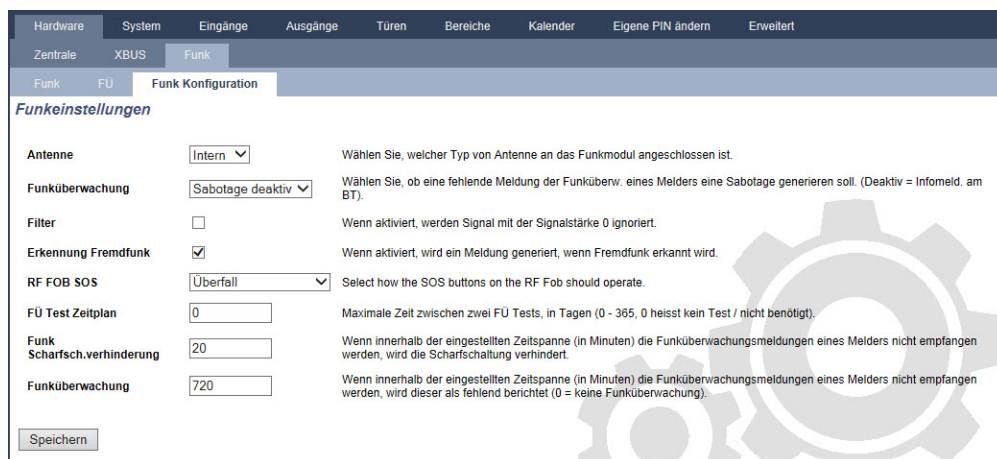 Hardware System Eingänge Ausgänge Türen Bereiche Kalender Eigene PIN ändern Erweitert
Zentrale XBUS Funk
Funk FÜ Funk Konfiguration
Funkeinstellungen
Antenne Intern Wählen Sie, welcher Typ von Antenne an das Funkmodul angeschlossen ist.
Funküberwachung Sabotage deaktiv Wählen Sie, ob eine fehlende Meldung der Funküberw. eines Melders eine Sabotage generieren soll. (Deaktiv = Infomeld. am
BT).
Filter Wenn aktiviert, werden Signal mit der Signalstärke 0 ignoriert.
Erkennung Fremdfunk Wenn aktiviert, wird ein Meldung generiert, wenn Fremdfunk erkannt wird.
RF FOB SOS Überfall Select how the SOS buttons on the RF Fob should operate.
FÜ Test Zeitplan 0 Maximale Zeit zwischen zwei FÜ Tests, in Tagen (0 - 365, 0 heisst kein Test / nicht benötigt).
Funk
Scharfsch.verhinderung 20 Wenn innerhalb der eingestellten Zeitspanne (in Minuten) die Funküberwachungsmeldungen eines Melders nicht empfangen
werden, wird die Scharfschaltung verhindert.
Funküberwachung 720 Wenn innerhalb der eingestellten Zeitspanne (in Minuten) die Funküberwachungsmeldungen eines Melders nicht empfangen
werden, wird dieser als fehlend berichtet (0 = keine Funküberwachung).
Speichern